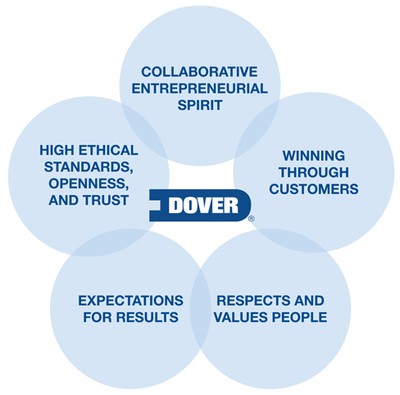 COLLABORATIVE
ENTREPRENEURIAL
SPIRIT
HIGH ETHICAL
STANDARDS,
OPENNESS,
AND TRUST
WINNING
THROUGH
CUSTOMERS
DOVER®
EXPECTATIONS
FOR RESULTS
RESPECTS AND
VALUES PEOPLE